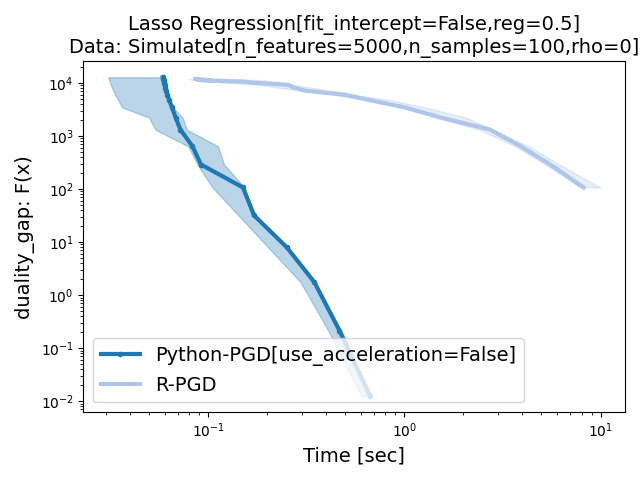 Lasso Regression[fit_intercept=False,reg=0.5]
Data: Simulated[n_features=5000,n_samples=100,rho=0]
duality_gap: F(x)
10⁴
10³
10²
10¹
10⁰
10⁻¹
10⁻²
Python-PGD[use_acceleration=False]
R-PGD
10⁻¹ 10⁰ 10¹
Time [sec]